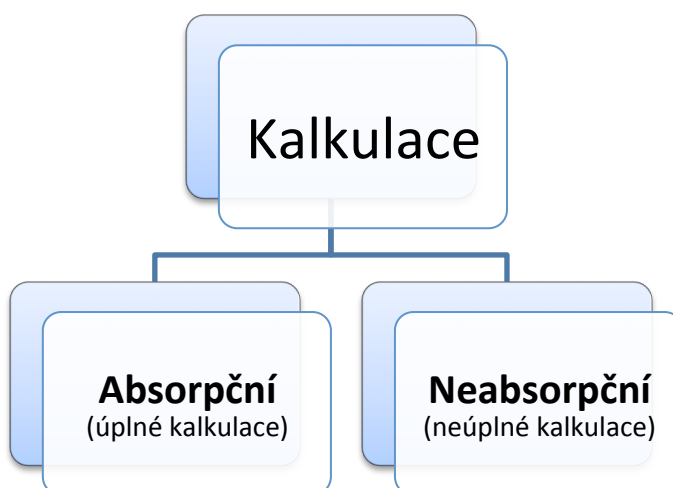 Kalkulace
Absorpční
(úplné kalkulace)
Neabsorpční
(neúplné kalkulace)